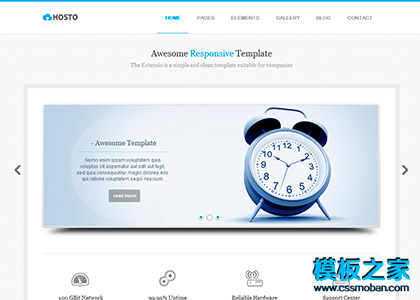 HOSTO
HOME PAGES ELEMENTS GALLERY BLOG CONTACT
Awesome Responsive Template
The Extensio is a simple and clean template suitable for companies
- Awesome Template
Nemo enim ipsam voluptatem quia
voluptas sit aspernatur aut odit aut fugit,
sed quia consequuntur magni dolores eos
qui ratione voluptatem sequi nesciunt.
read more
100 GBit Network
99.99% Uptime
Reliable Hardware
Support Center
模板之家
www.cssmoban.com